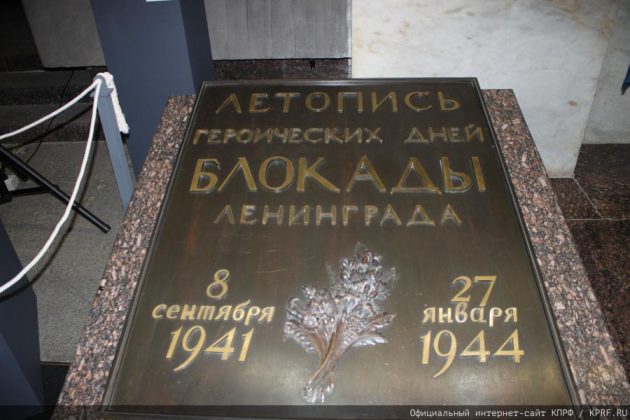 ЛЕТОПИСЬ
ГЕРОИЧЕСКИХ ДНЕЙ
БЛОКАДЫ
ЛЕНИНГРАДА
8
сентября
1941
27
января
1944
Официальный интернет-сайт КПРФ / KPRF.RU